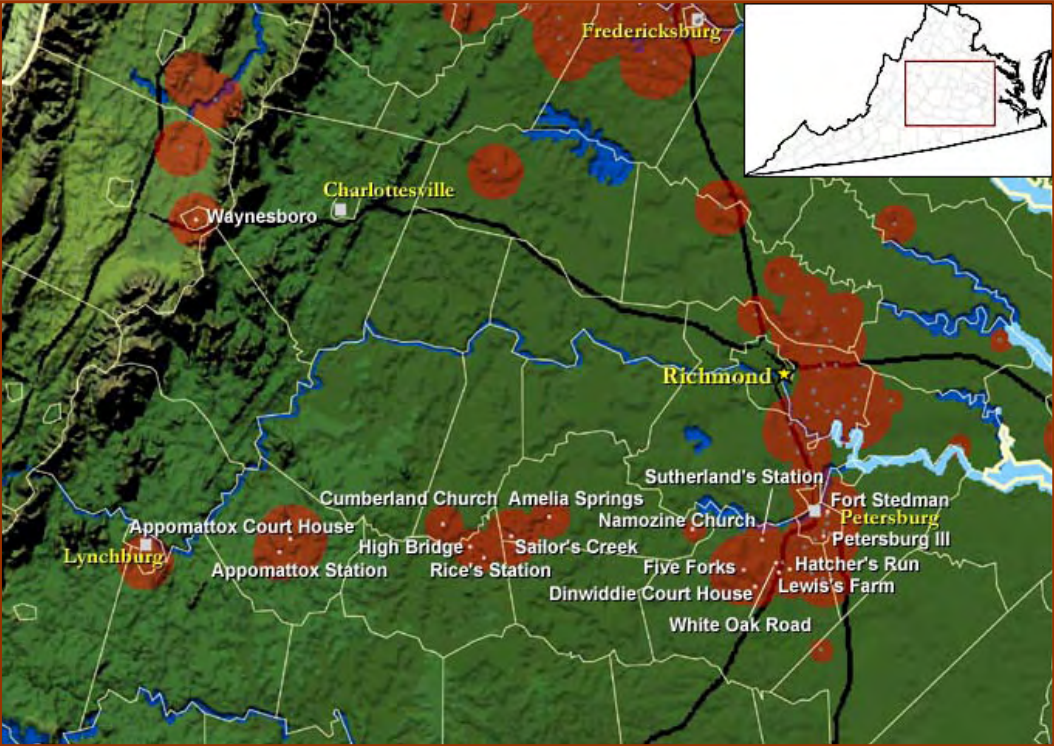 Fredericksburg
Charlottesville
Waynesboro
Richmond
Sutherland's Station
Cumberland Church
Amelia Springs
Fort Stedman
Namozine Church
Petersburg
Appomattox Court House
Petersburg III
High Bridge
Sailor's Creek
Lynchburg
Appomattox Station
Rice's Station
Five Forks
Hatcher's Run
Dinwiddie Court House
Lewis's Farm
White Oak Road